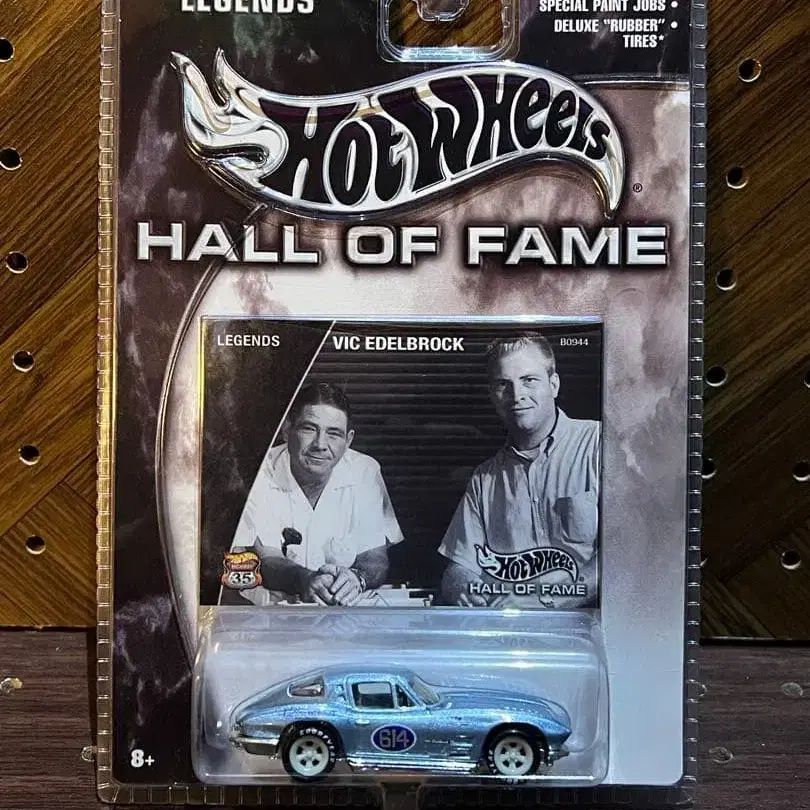 LEGENDS
SPECIAL PAINT JOBS •
DELUXE "RUBBER" •
TIRES*
HOT WHEELS
®
HALL OF FAME
LEGENDS
VIC EDELBROCK
B0944
35
HOT WHEELS
®
HALL OF FAME
614
8+